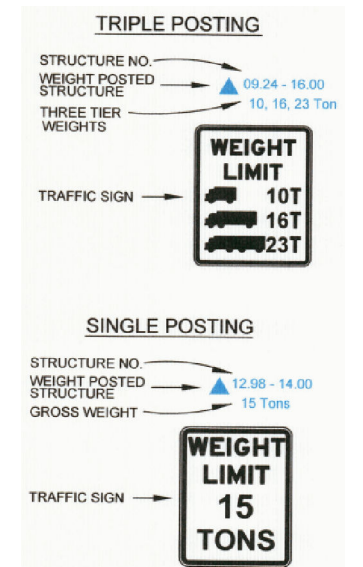 TRIPLE POSTING
STRUCTURE NO.
WEIGHT POSTED
STRUCTURE
09.24 - 16.00
10, 16, 23 Ton
THREE TIER
WEIGHTS
WEIGHT
LIMIT
10T
16T
23T
TRAFFIC SIGN
SINGLE POSTING
STRUCTURE NO.
WEIGHT POSTED
STRUCTURE
12.98 - 14.00
15 Tons
GROSS WEIGHT
WEIGHT
LIMIT
15
TONS
TRAFFIC SIGN